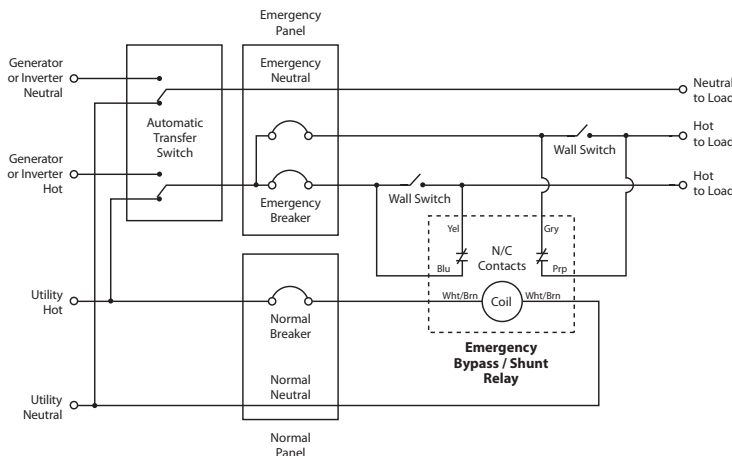 Emergency
Panel
Generator
or Inverter
Neutral
Emergency
Neutral
Neutral
to Load
Automatic
Transfer
Switch
Hot
to Load
Wall Switch
Generator
or Inverter
Hot
Hot
to Load
Emergency
Breaker
Wall Switch
Yel
Gry
N/C
Contacts
Blu
Prp
Utility
Hot
Wht/Brn
Coil
Wht/Brn
Normal
Breaker
Emergency
Bypass / Shunt
Relay
Normal
Neutral
Utility
Neutral
Normal
Panel